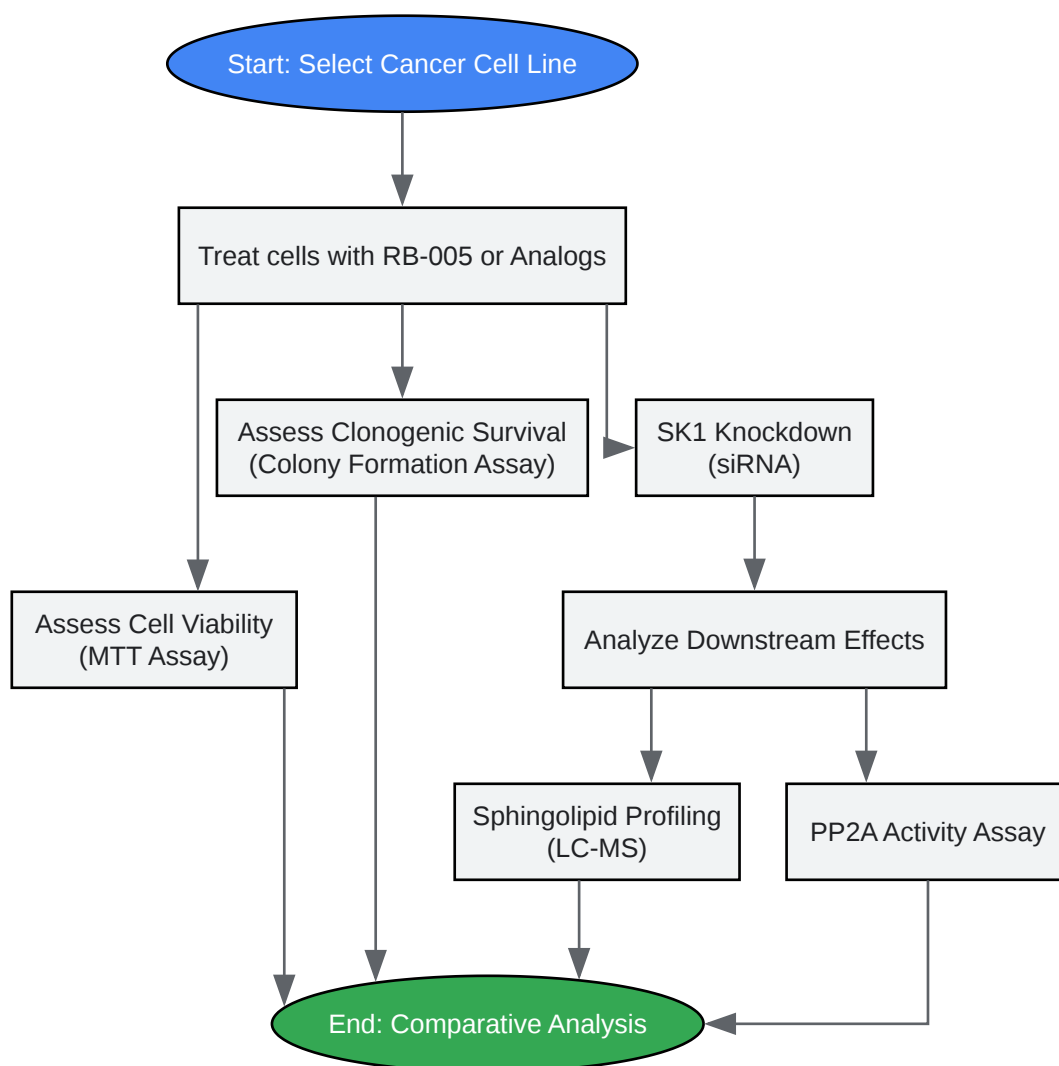 Start: Select Cancer Cell Line
Treat cells with RB-005 or Analogs
Assess Clonogenic Survival
(Colony Formation Assay)
SK1 Knockdown
(siRNA)
Assess Cell Viability
(MTT Assay)
Analyze Downstream Effects
Sphingolipid Profiling
(LC-MS)
PP2A Activity Assay
End: Comparative Analysis